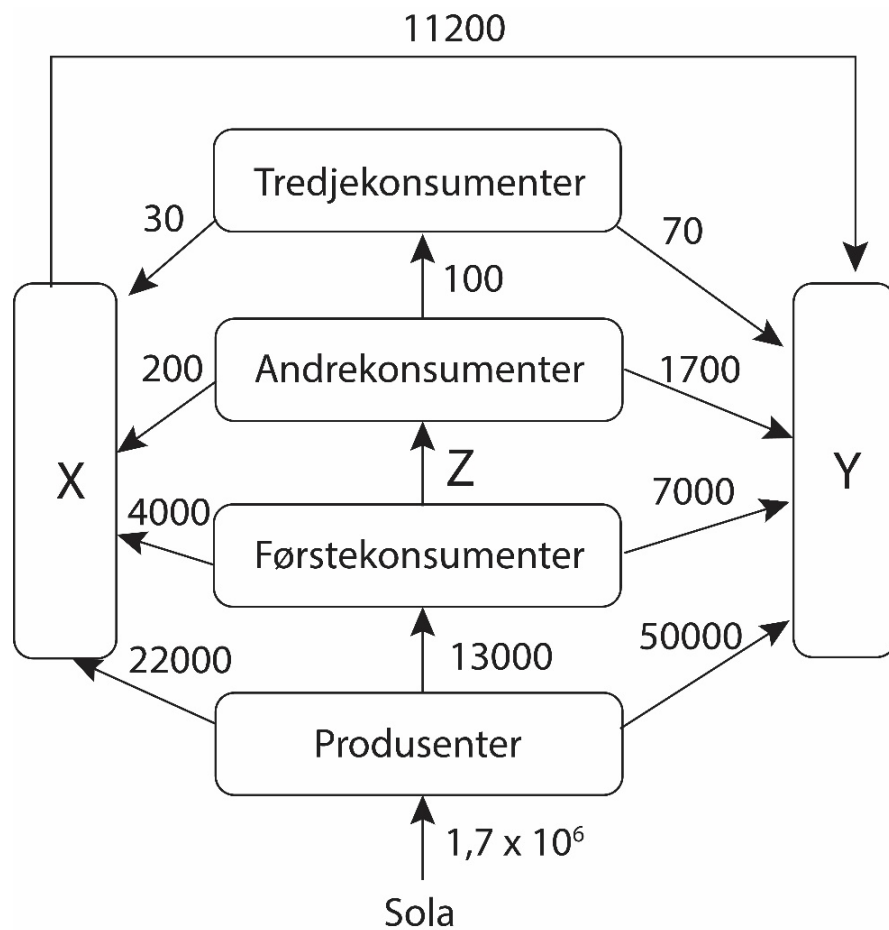 11200
Tredjekonsumenter
30
70
100
Andrekonsumenter
200
1700
X
Z
Y
4000
7000
Førstekonsumenter
22000
13000
50000
Produsenter
1,7 x 10⁶
Sola